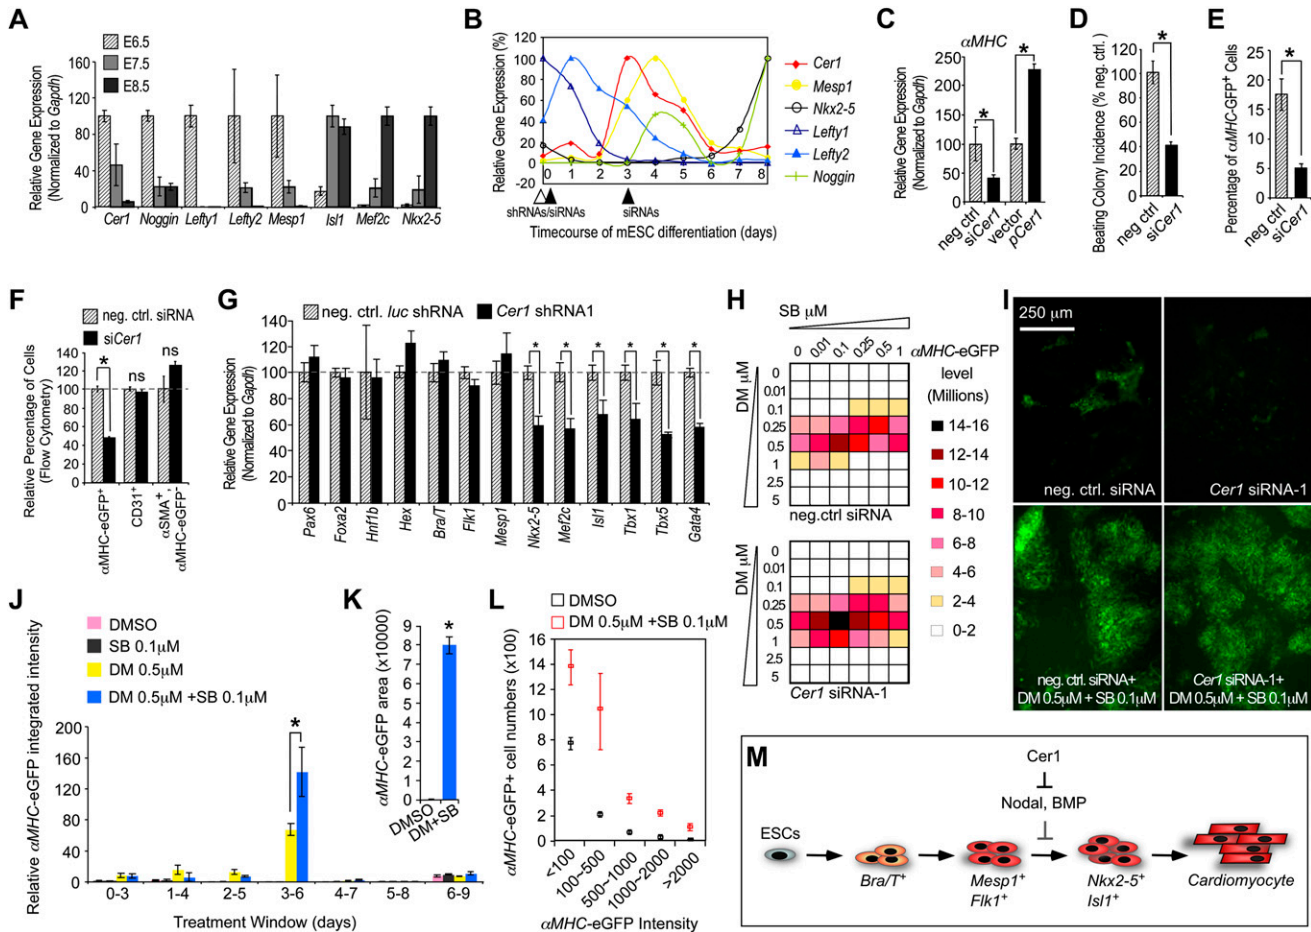 A
E6.5
E7.5
E8.5
Relative Gene Expression
(Normalized to Gapdh)
120
100
80
60
40
20
0
Cer1 Noggin Lefty1 Lefty2 Mesp1 Isl1 Mef2c Nkx2-5
B
Relative Gene Expression (%)
120
100
80
60
40
20
0
-20
0 1 2 3 4 5 6 7 8
shRNAs/siRNAs
siRNAs
Timecourse of mESC differentiation (days)
Cer1
Mesp1
Nkx2-5
Lefty1
Lefty2
Noggin
C
αMHC
Relative Gene Expression
(Normalized to Gapdh)
250
200
150
100
50
0
*
*
neg ctrl
siCer1
vector
pCer1
D
Beating Colony Incidence (% neg. ctrl.)
120
100
80
60
40
20
0
*
neg ctrl
siCer1
E
Percentage of αMHC-GFP+ Cells
25
20
15
10
5
0
*
neg ctrl
siCer1
F
neg. ctrl. siRNA
siCer1
Relative Percentage of Cells
(Flow Cytometry)
140
120
100
80
60
40
20
0
*
ns
ns
αMHC-eGFP+
CD31+
αSMA+
αMHC-eGFP-
G
neg. ctrl. luc shRNA
Cer1 shRNA1
Relative Gene Expression
(Normalized to Gapdh)
140
120
100
80
60
40
20
0
* * * * * *
Pax6 Foxa2 Hnf1b Hex Bra/T Flk1 Mesp1 Nkx2-5 Mef2c Isl1 Tbx1 Tbx5 Gata4
H
SB μM
0 0.01 0.1 0.25 0.5 1
DM μM
0
0.01
0.1
0.25
0.5
1
2.5
5
neg.ctrl siRNA
DM μM
0
0.01
0.1
0.25
0.5
1
2.5
5
Cer1 siRNA-1
αMHC-eGFP
level
(Millions)
14-16
12-14
10-12
8-10
6-8
4-6
2-4
0-2
I
250 μm
neg. ctrl. siRNA
Cer1 siRNA-1
neg. ctrl. siRNA+
DM 0.5μM + SB 0.1μM
Cer1 siRNA-1+
DM 0.5μM + SB 0.1μM
J
DMSO
SB 0.1μM
DM 0.5μM
DM 0.5μM +SB 0.1μM
Relative αMHC-eGFP integrated intensity
200
160
120
80
40
0
*
0-3 1-4 2-5 3-6 4-7 5-8 6-9
Treatment Window (days)
K
αMHC-eGFP area (x10000)
9
8
7
6
5
4
3
2
1
0
*
DMSO
DM+SB
L
DMSO
DM 0.5μM +SB 0.1μM
αMHC-eGFP+ cell numbers (x100)
16
14
12
10
8
6
4
2
0
<100
100~500
500~1000
1000~2000
>2000
αMHC-eGFP Intensity
M
Cer1
Nodal, BMP
ESCs
Bra/T+
Mesp1+
Flk1+
Nkx2-5+
Isl1+
Cardiomyocyte